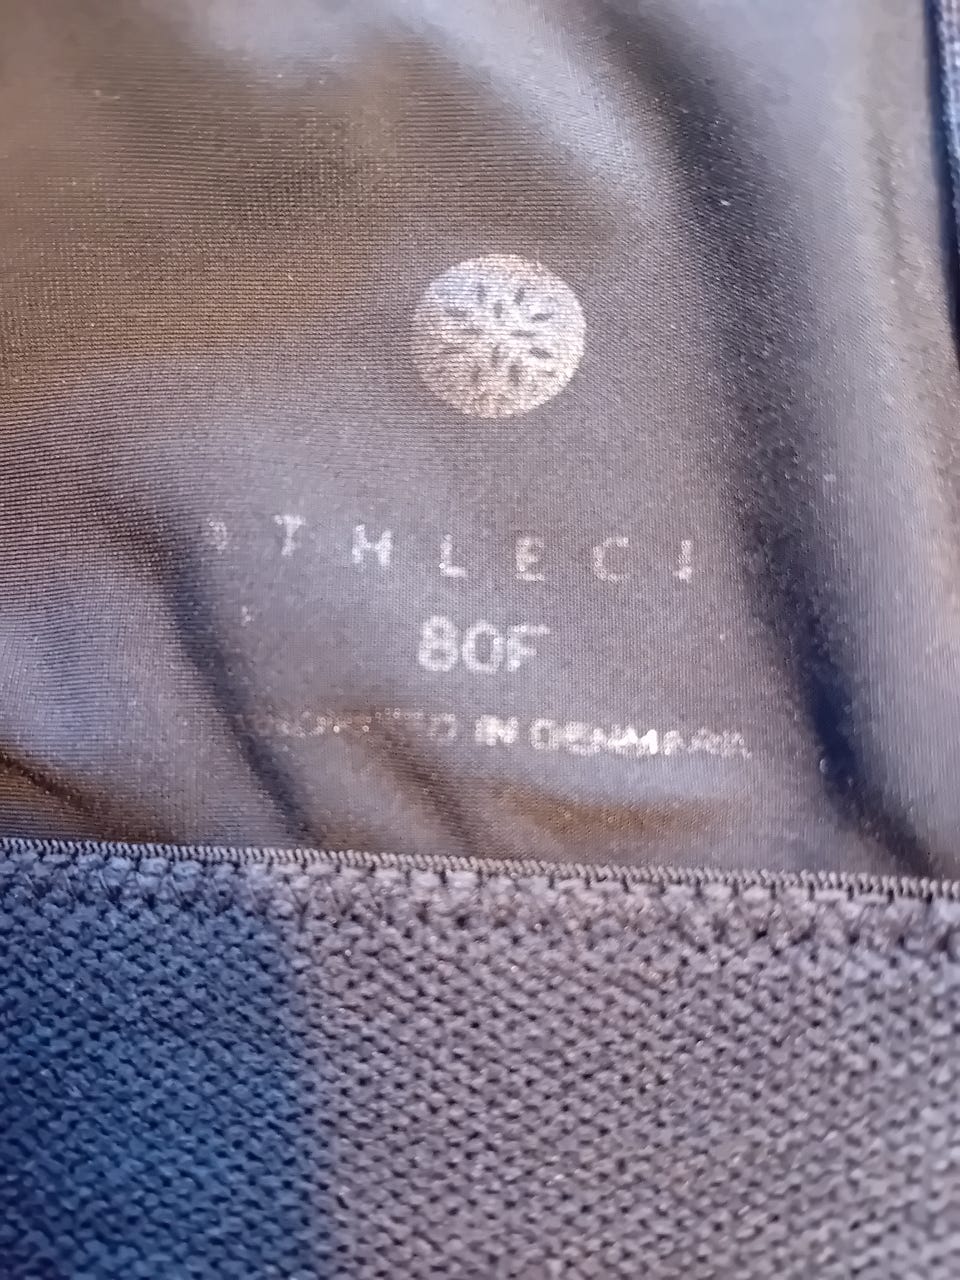 THLECI
80F
IN DENMARK